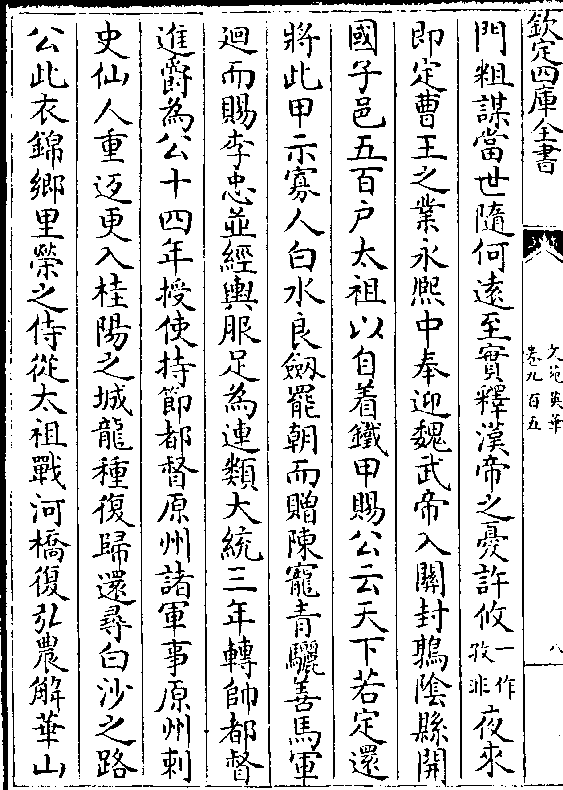 欽定四庫全書
文苑英華
卷九百五
八
門粗謀當世隨何遠至實釋漢帝之憂許攸一作攷非夜來
即定曹王之業永熙中奉迎魏武帝入關封鶉陰縣開
國子邑五百户太祖以自着鐵甲賜公云天下若定還
將此甲示寡人白水良劔罷朝而贈陳寵青驪善馬軍
迴而賜李忠並經輿服足為連類大統三年轉帥都督
進爵為公十四年授使持節都督原州諸軍事原州刺
史仙人重返更入桂陽之城龍種復歸還尋白沙之路
公此衣錦鄉里榮之侍從太祖戰河橋復弘農解華山